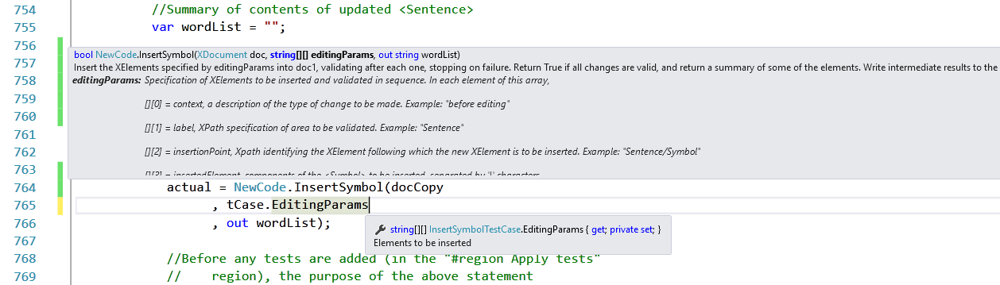 754 //Summary of contents of updated <Sentence>
755 var wordList = "";
756
757 bool NewCode.InsertSymbol(XDocument doc, string[][] editingParams, out string wordList)
Insert the XElements specified by editingParams into doc1, validating after each one, stopping on failure. Return True if all changes are valid, and return a summary of some of the elements. Write intermediate results to the
758 editingParams: Specification of XElements to be inserted and validated in sequence. In each element of this array,
759
760 [][0] = context, a description of the type of change to be made. Example: "before editing"
761 [][1] = label, XPath specification of area to be validated. Example: "Sentence"
762 [][2] = insertionPoint, Xpath identifying the XElement following which the new XElement is to be inserted. Example: "Sentence/Symbol"
763 [][3] = insertedElement, components of the <Symbol> to be inserted, separated by '|' characters
764 actual = NewCode.InsertSymbol(docCopy
765 , tCase.EditingParams
766 , out wordList);
string[][] InsertSymbolTestCase.EditingParams { get; private set; }
Elements to be inserted
767
768 //Before any tests are added (in the "#region Apply tests"
769 // region), the purpose of the above statement